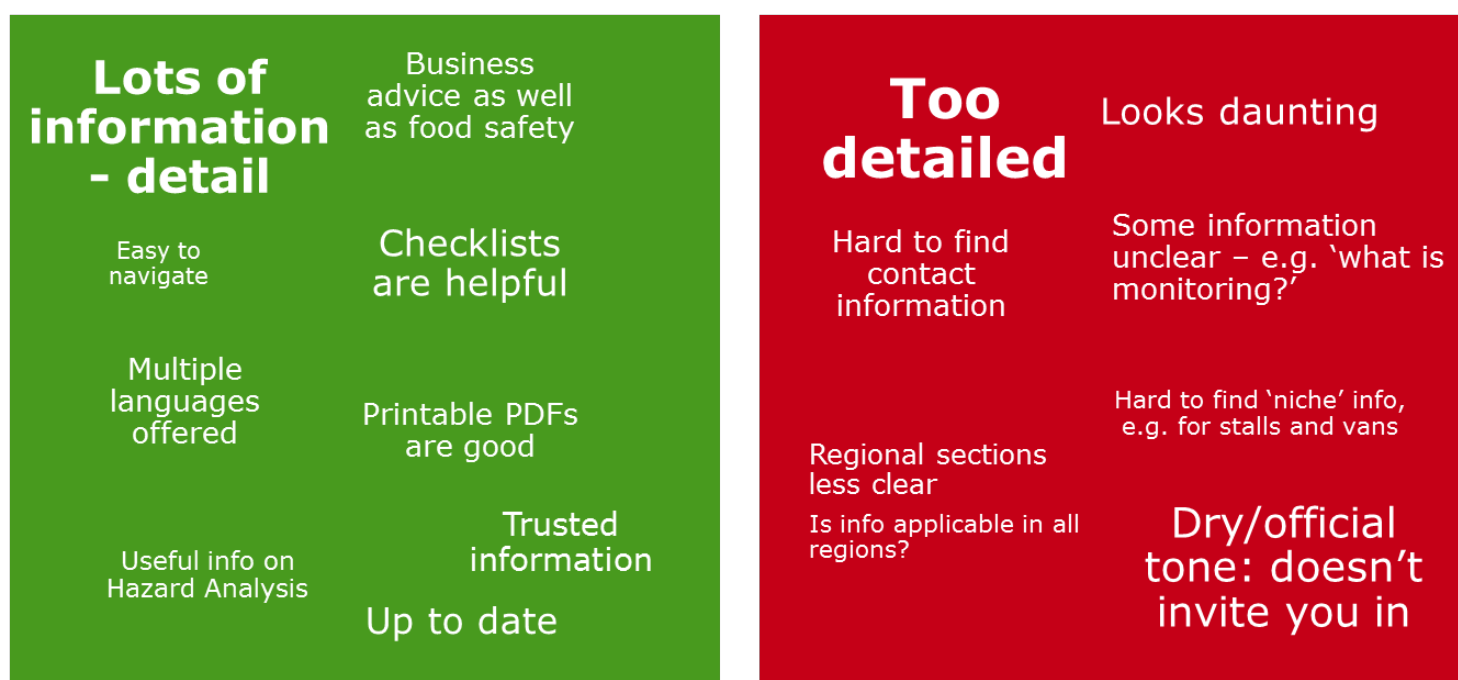 Lots of
information
- detail
Business
advice as well
as food safety
Easy to
navigate
Checklists
are helpful
Multiple
languages
offered
Printable PDFs
are good
Trusted
information
Useful info on
Hazard Analysis
Up to date
Too
detailed
Looks daunting
Hard to find
contact
information
Some information
unclear – e.g. ‘what is
monitoring?’
Hard to find ‘niche’ info,
e.g. for stalls and vans
Regional sections
less clear
Is info applicable in all
regions?
Dry/official
tone: doesn’t
invite you in